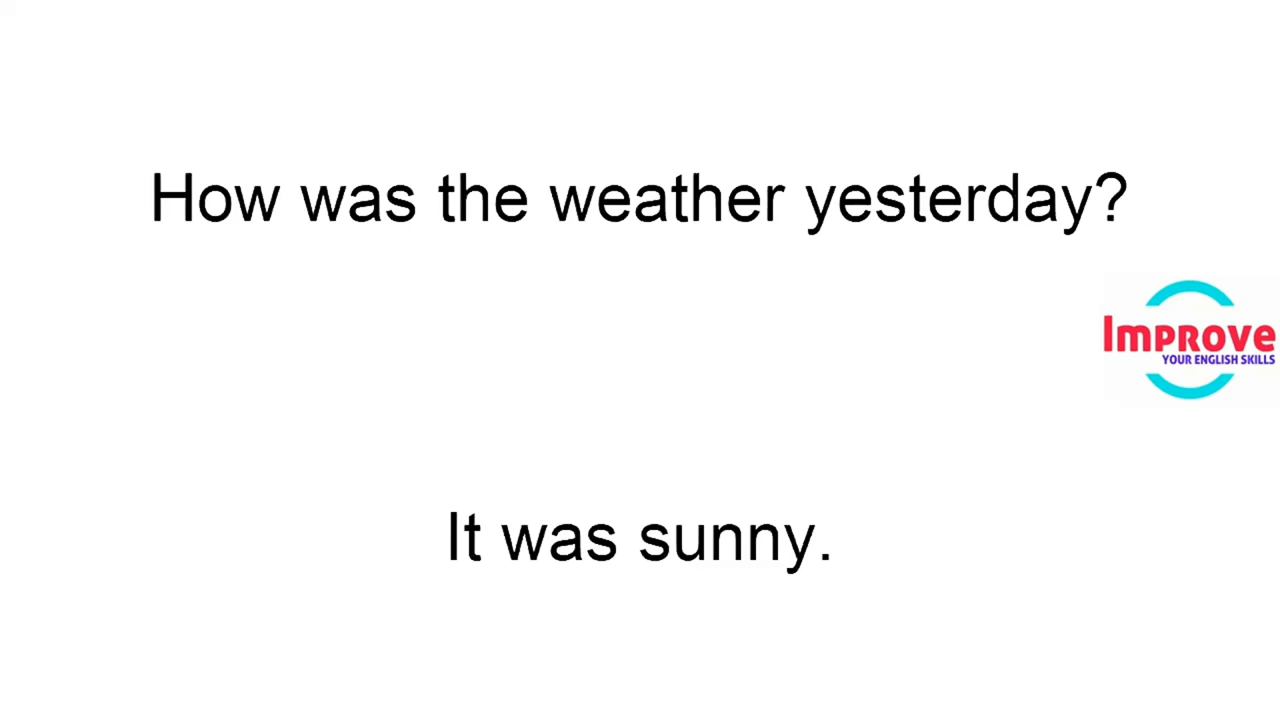 How was the weather yesterday?
Improve
YOUR ENGLISH SKILLS
It was sunny.